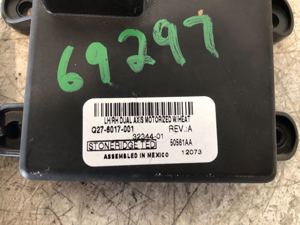 69297
LH/RH DUAL AXIS MOTORIZED W/HEAT
Q27-6017-001 REV.:A
32344-01
STONERIDGE TED 50561AA
ASSEMBLED IN MEXICO 12073